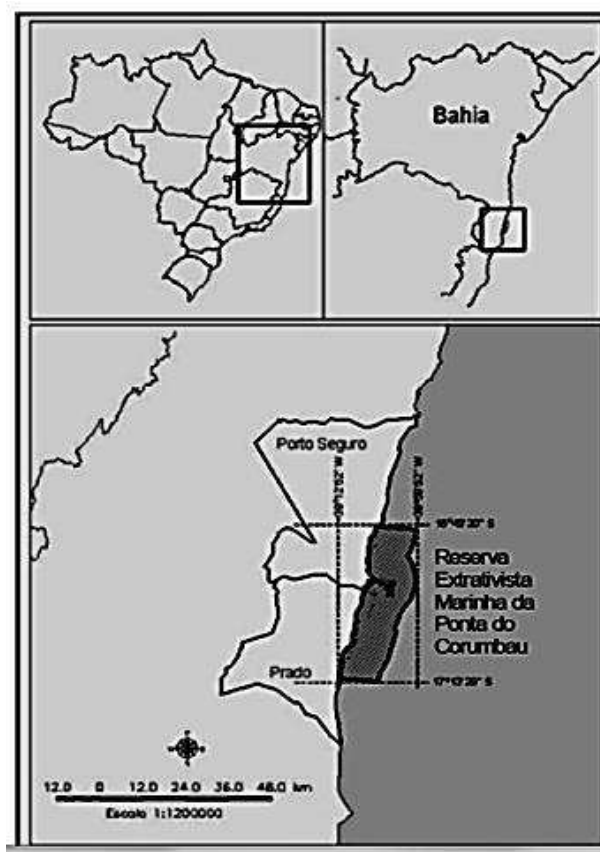 Bahia
Porto Seguro
Reserva
Extrativista
Marinha da
Ponta do
Corumbau
Prado
12.0 0 12.0 24.0 36.0 48.0 km
Escala 1:1200000